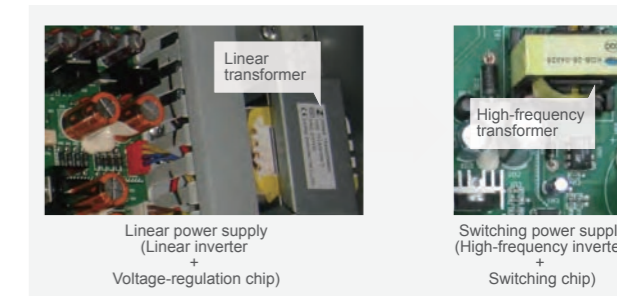 Linear
transformer
High-frequency
transformer
Linear power supply
(Linear inverter
+
Voltage-regulation chip)
Switching power suppl
(High-frequency inverte
+
Switching chip)